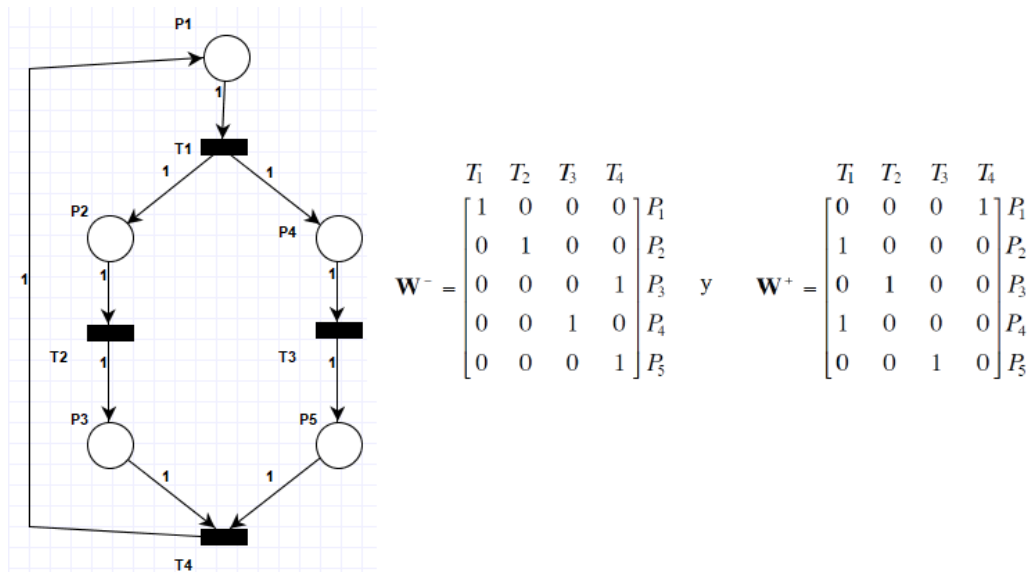 P1
1
T1
1 1
P2 P4
1 1 1
T2 T3
1 1
P3 P5
1 1
T4
T₁ T₂ T₃ T₄
W⁻ =
1 0 0 0 P₁
0 1 0 0 P₂
0 0 0 1 P₃
0 0 1 0 P₄
0 0 0 1 P₅
y
T₁ T₂ T₃ T₄
W⁺ =
0 0 0 1 P₁
1 0 0 0 P₂
0 1 0 0 P₃
1 0 0 0 P₄
0 0 1 0 P₅